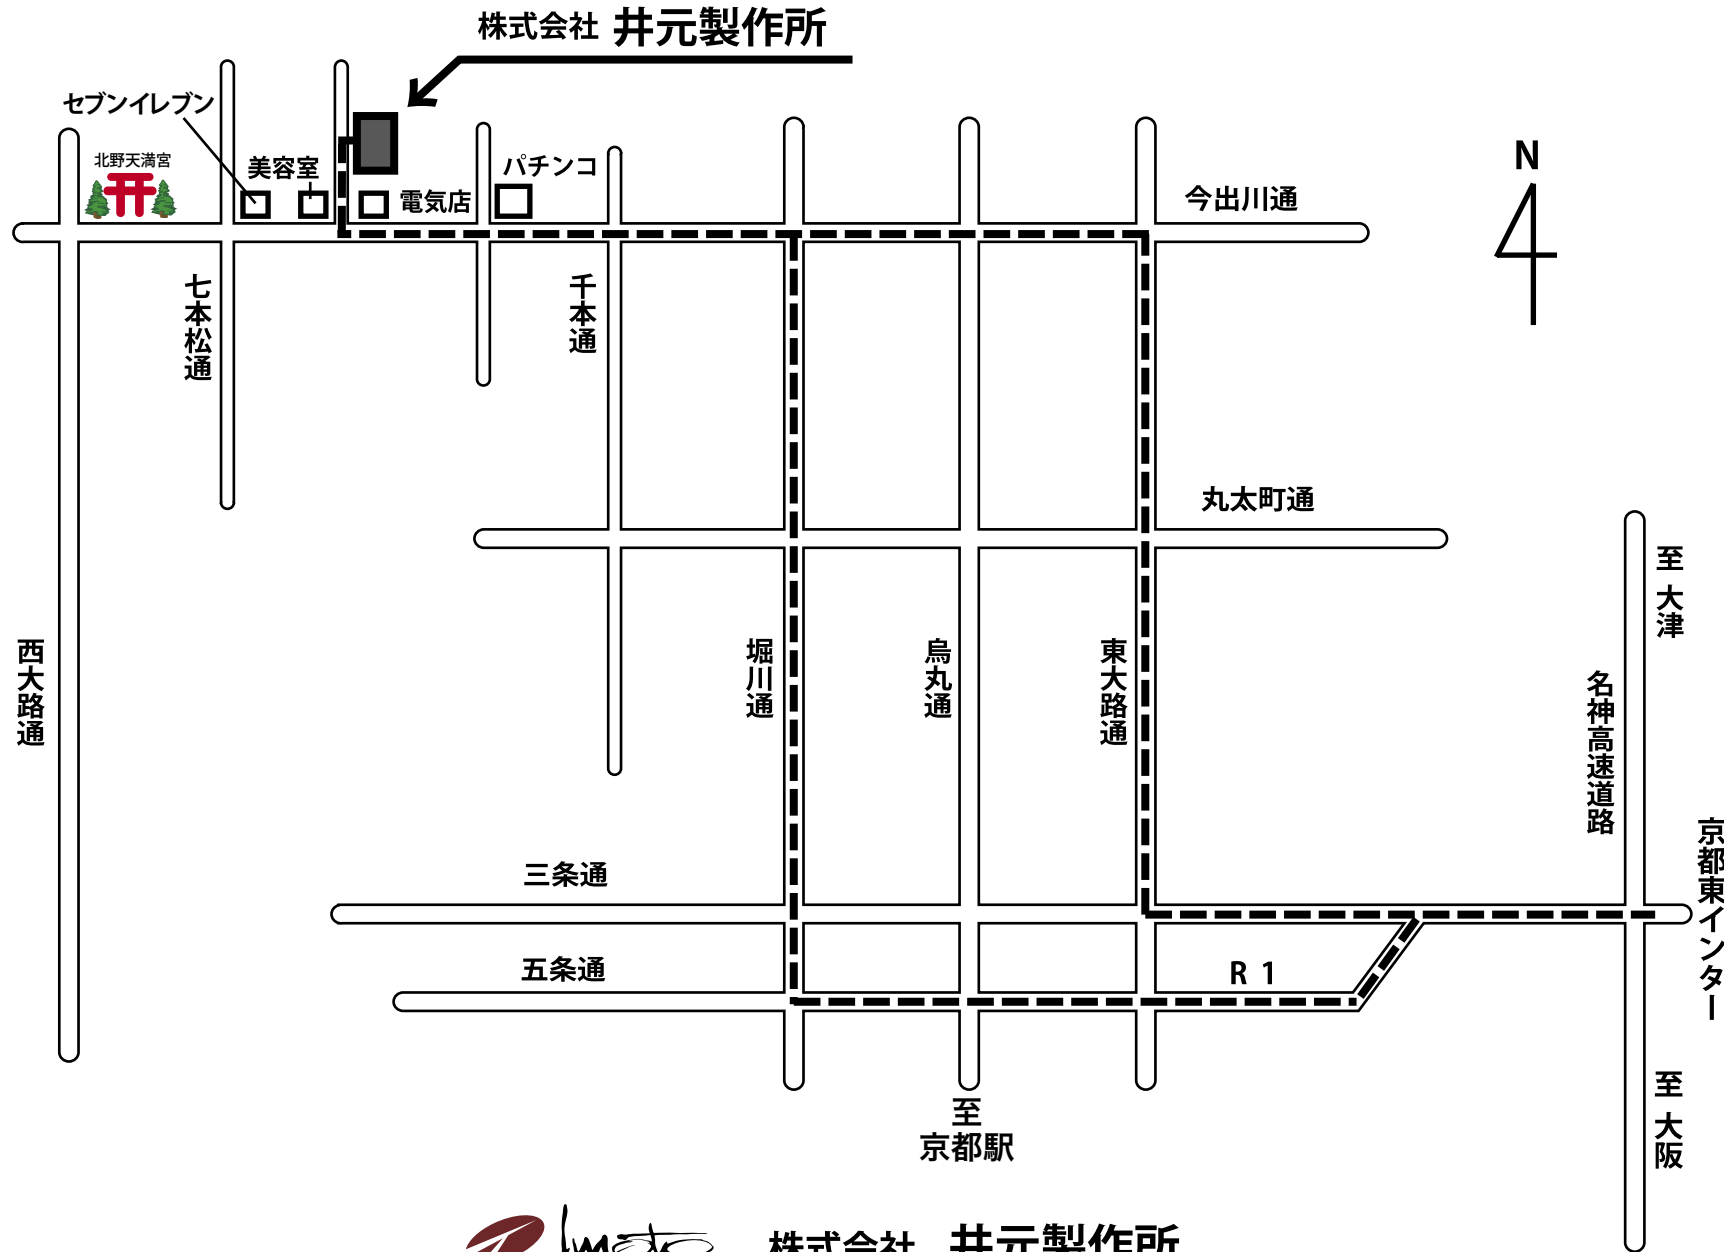 株式会社 井元製作所
セブンイレブン
北野天満宮
美容室
電気店
パチンコ
今出川通
N
七本松通
千本通
丸太町通
至 大津
西大路通
堀川通
烏丸通
東大路通
名神高速道路
京都東インター
三条通
五条通
R 1
至
京都駅
至 大阪
株式会社 井元製作所